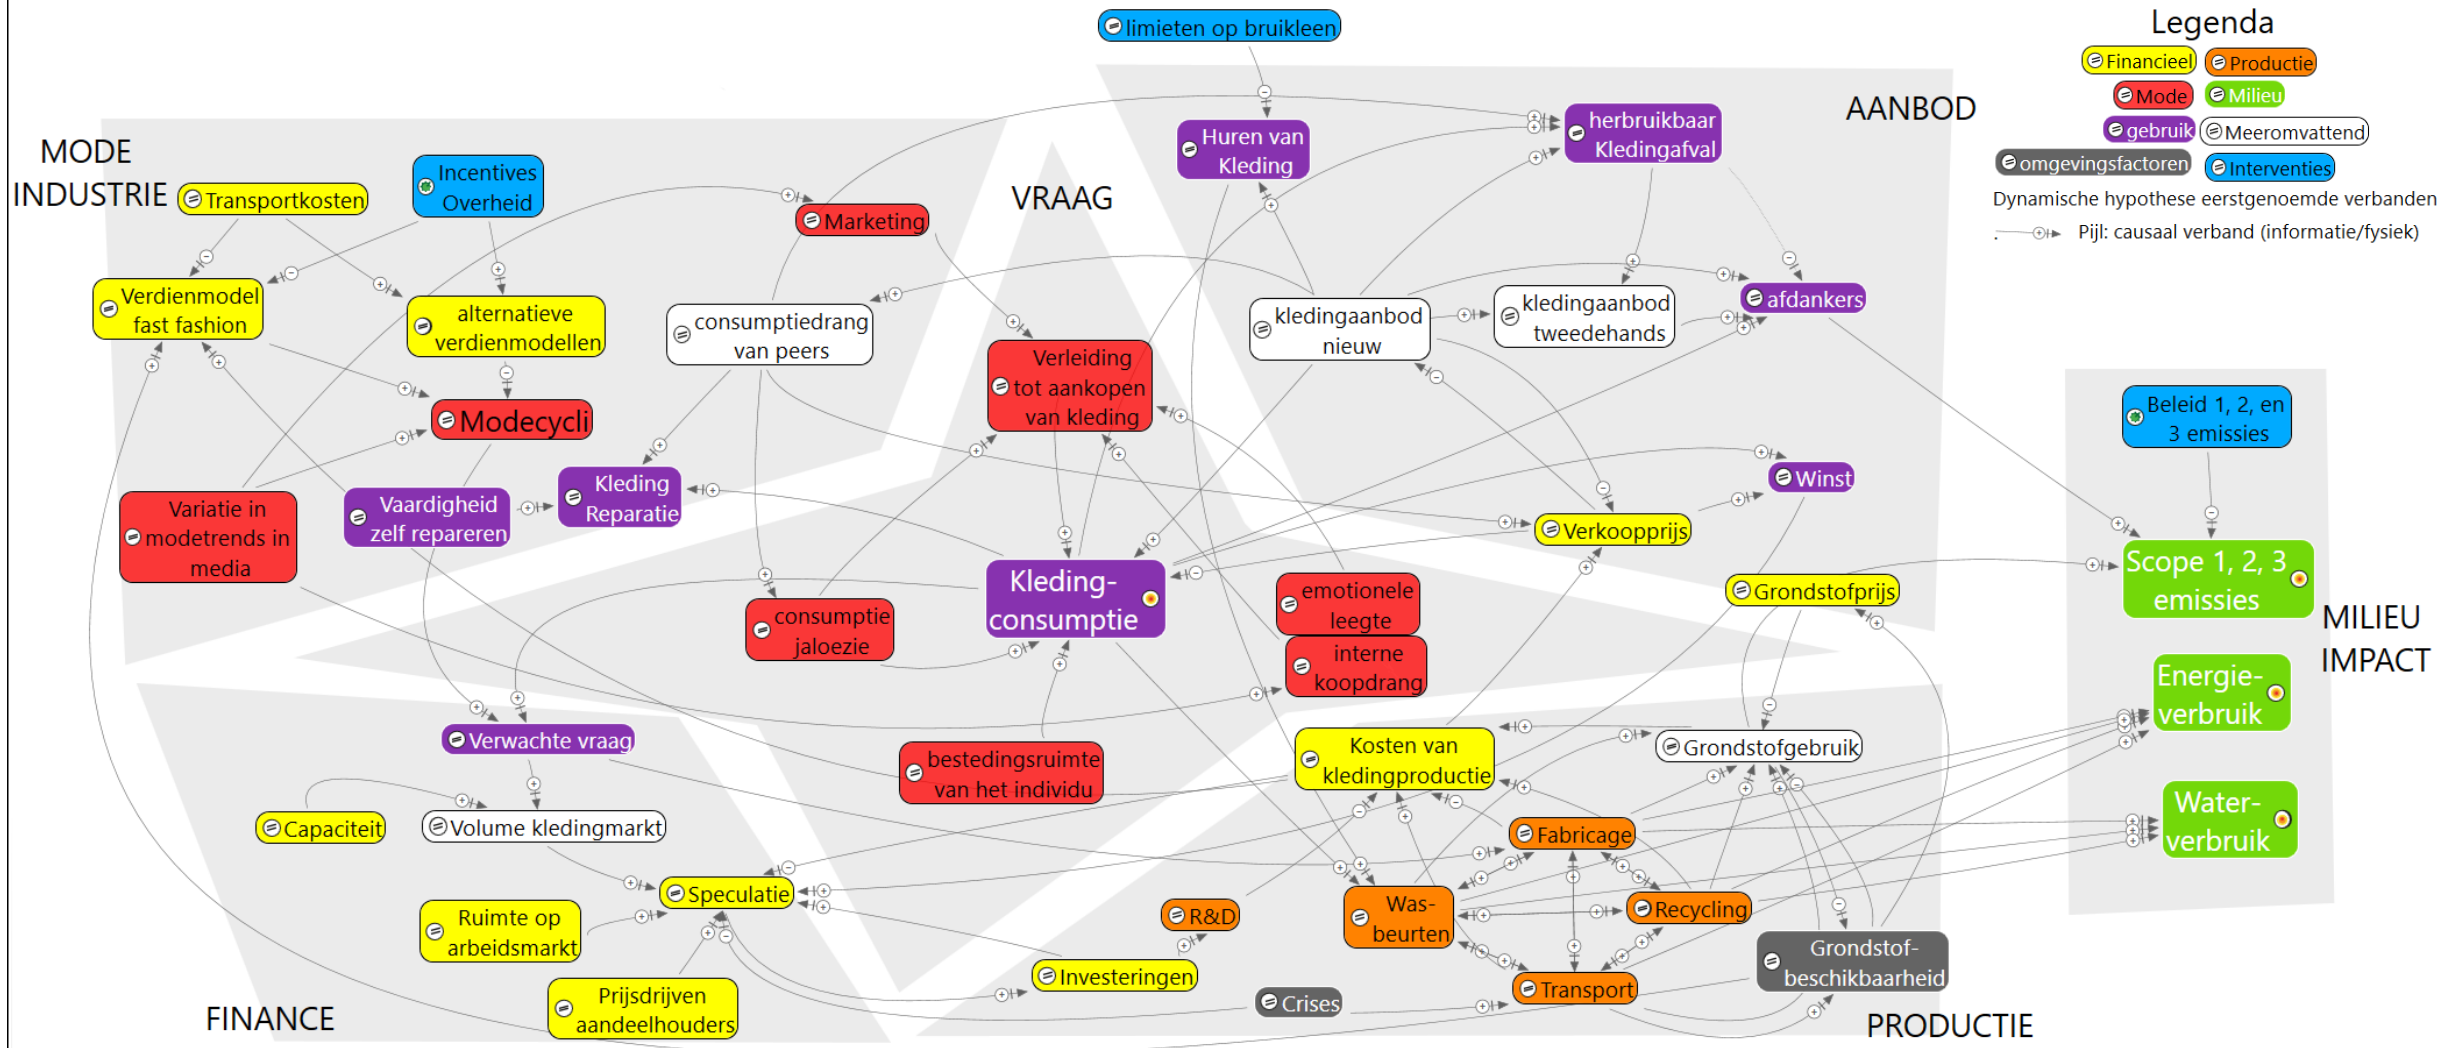 limieten op bruikleen
Legenda
Financieel
Productie
Mode
Milieu
gebruik
Meeromvattend
omgevingsfactoren
Interventies
Dynamische hypothese eerstgenoemde verbanden
Pijl: causaal verband (informatie/fysiek)
MODE
INDUSTRIE
Transportkosten
Incentives
Overheid
Marketing
VRAAG
Huren van
Kleding
herbruikbaar
Kledingafval
AANBOD
Verdienmodel
fast fashion
alternatieve
verdienmodellen
consumptiedrang
van peers
kledingaanbod
nieuw
kledingaanbod
tweedehands
afdankers
Verleiding
tot aankopen
van kleding
Modecycli
Beleid 1, 2, en
3 emissies
Variatie in
modetrends in
media
Vaardigheid
zelf repareren
Kleding
Reparatie
Winst
Verkoopprijs
Kleding-
consumptie
consumptie
jaloezie
emotionele
leegte
interne
koopdrang
Grondstofprijs
Scope 1, 2, 3
emissies
MILIEU
IMPACT
Energie-
verbruik
Water-
verbruik
Verwachte vraag
bestedingsruimte
van het individu
Kosten van
kledingproductie
Grondstofgebruik
Capaciteit
Volume kledingmarkt
Fabricage
Speculatie
Ruimte op
arbeidsmarkt
R&D
Was-
beurten
Recycling
Investeringen
Grondstof-
beschikbaarheid
Prijsdrijven
aandeelhouders
Crises
Transport
FINANCE
PRODUCTIE